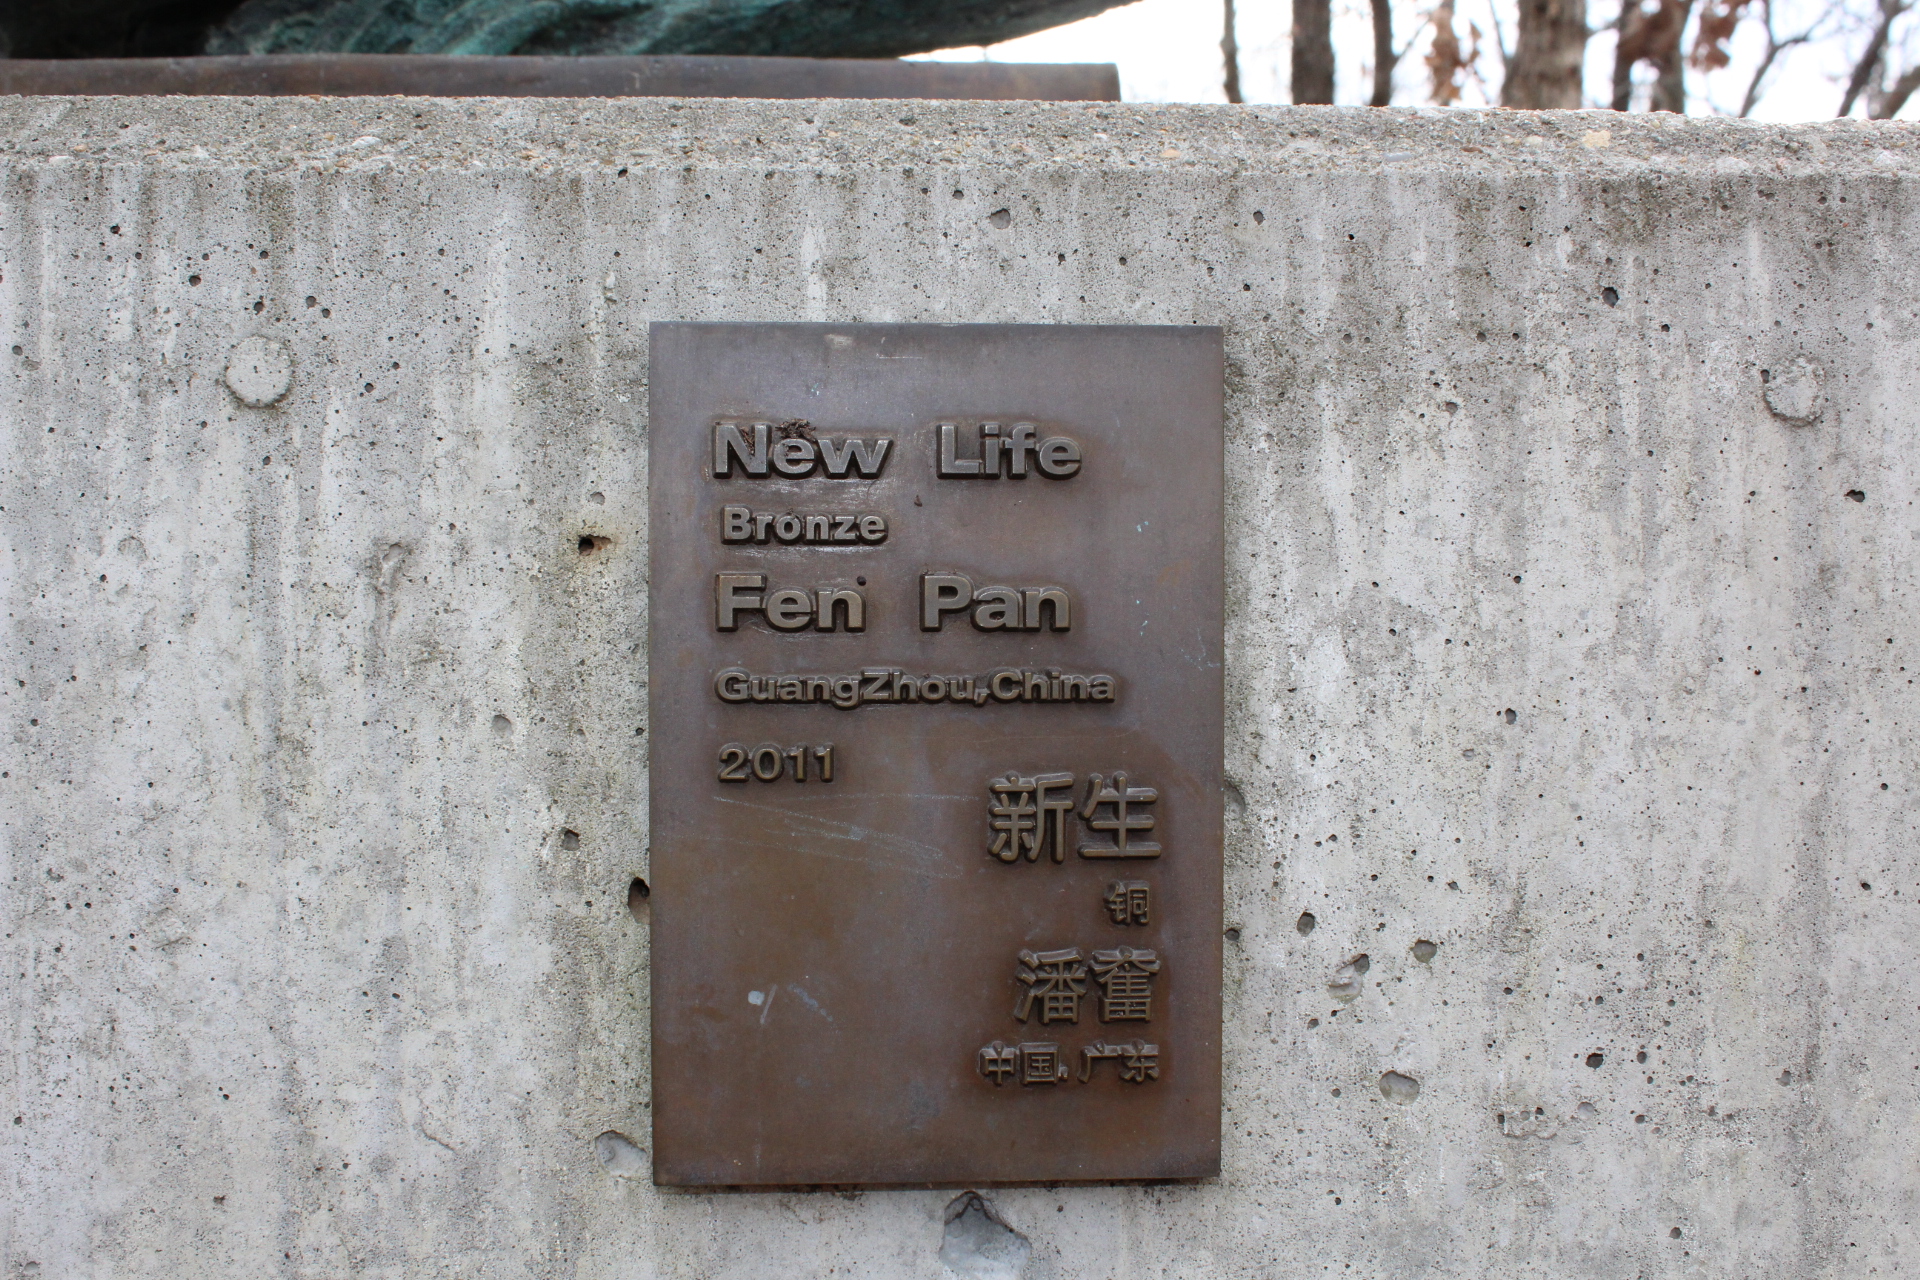 New Life
Bronze
Fen Pan
GuangZhou,China
2011
新生
铜
潘奮
中国.广东